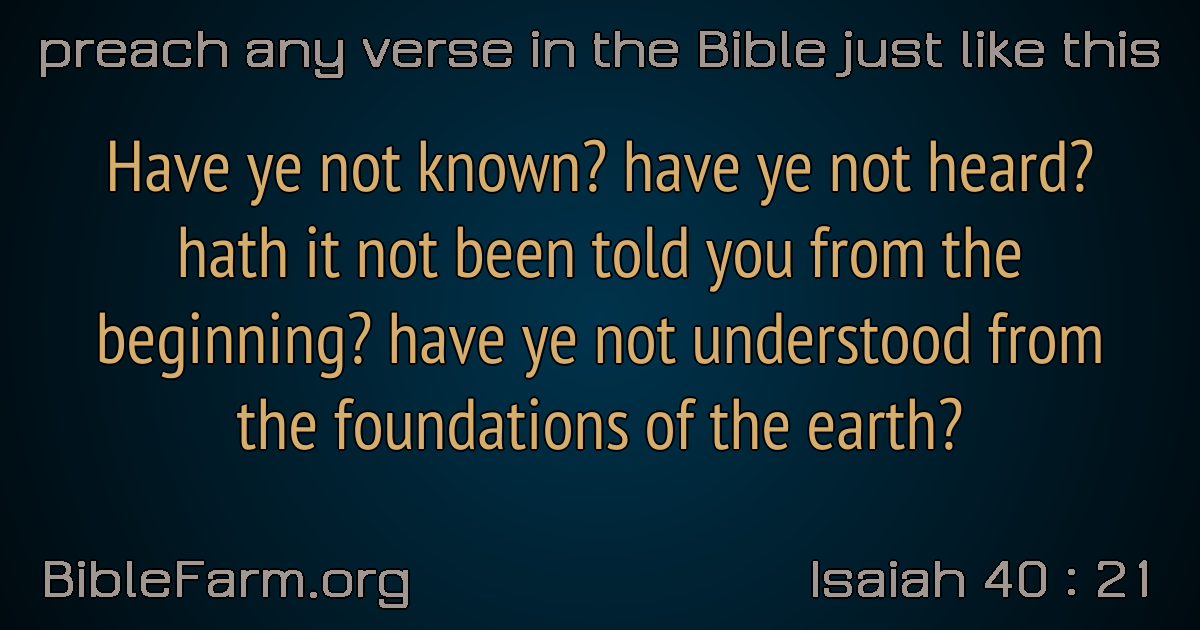 preach any verse in the Bible just like this
Have ye not known? have ye not heard?
hath it not been told you from the
beginning? have ye not understood from
the foundations of the earth?
BibleFarm.org
Isaiah 40 : 21